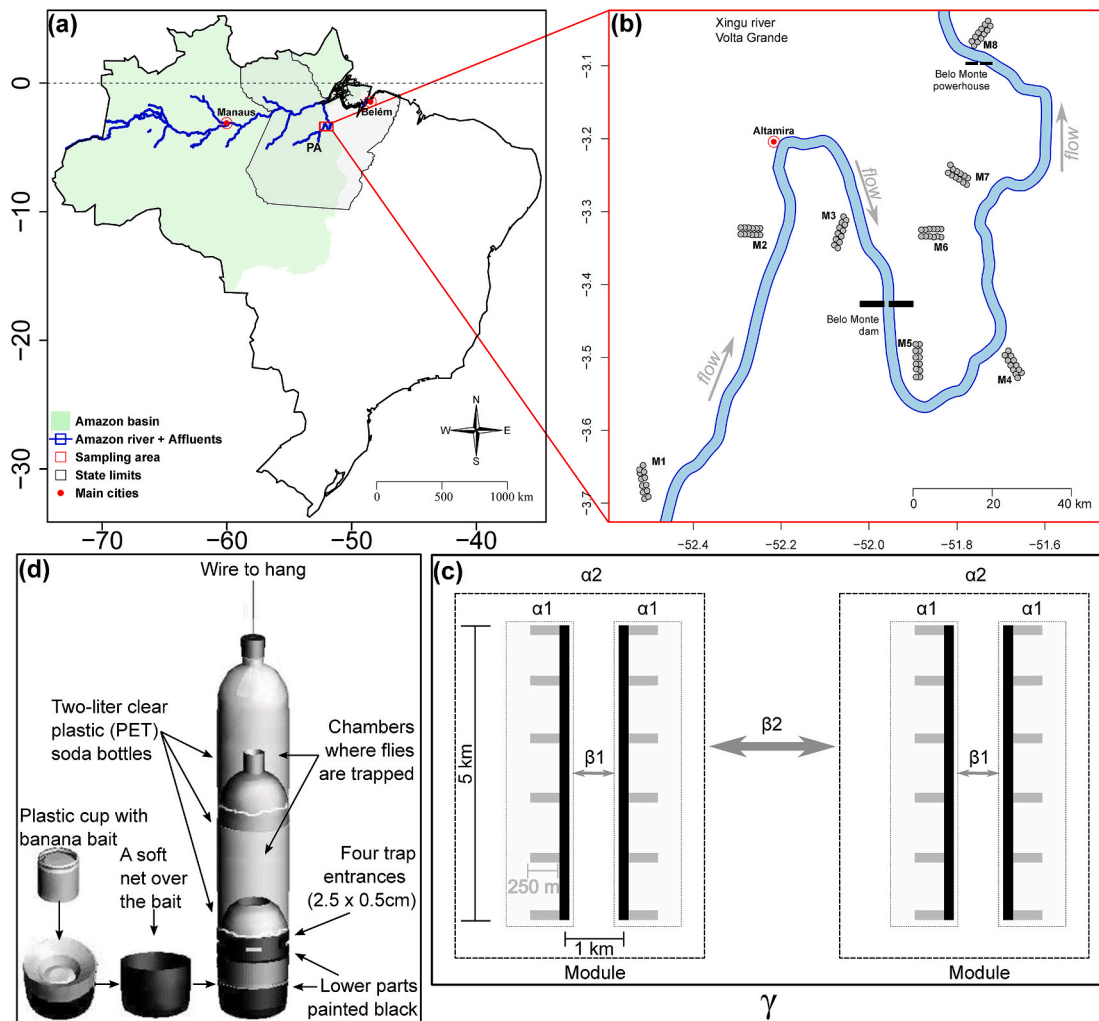 (a)
0
−10
−20
−30
−70
−60
−50
−40
Manaus
Belém
PA
Amazon basin
Amazon river + Affluents
Sampling area
State limits
Main cities
N
W
E
S
0
500
1000 km
(b)
Xingu river
Volta Grande
M8
Belo Monte
powerhouse
Altamira
flow
flow
flow
M7
M3
M2
M6
Belo Monte
dam
M5
M4
M1
0
20
40 km
−3.1
−3.2
−3.3
−3.4
−3.5
−3.6
−3.7
−52.4
−52.2
−52.0
−51.8
−51.6
(d)
Wire to hang
Two-liter clear
plastic (PET)
soda bottles
Chambers
where flies
are trapped
Plastic cup with
banana bait
A soft
net over
the bait
Four trap
entrances
(2.5 x 0.5cm)
Lower parts
painted black
(c)
α2
α2
α1
α1
α1
α1
5 km
β1
β2
β1
250 m
1 km
Module
Module
γ